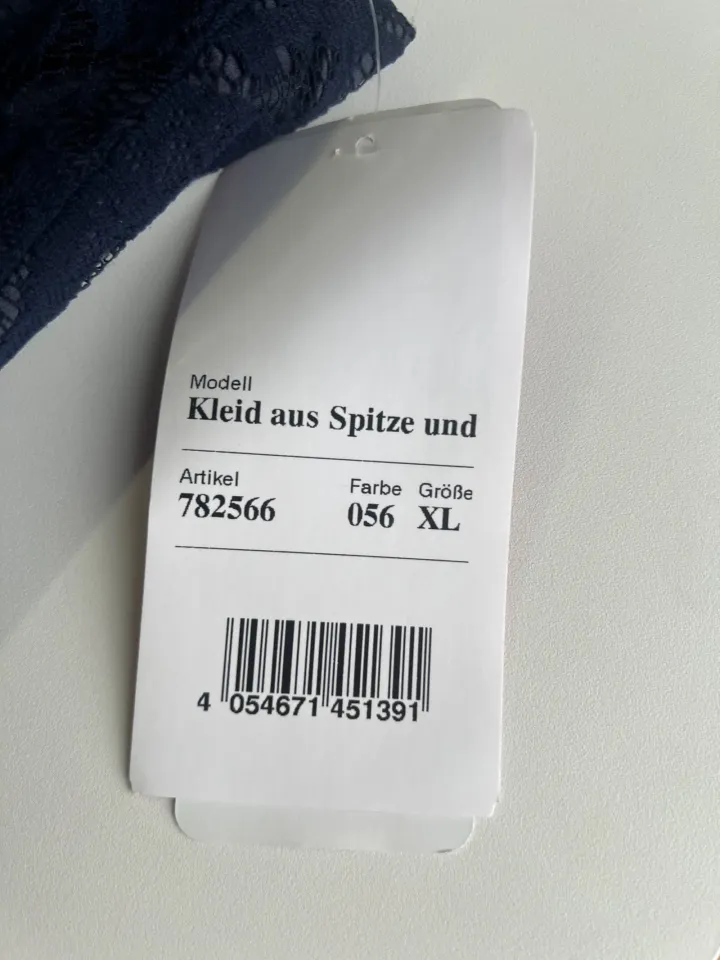 Modell
Kleid aus Spitze und
Artikel Farbe Größe
782566 056 XL
4 054671 451391